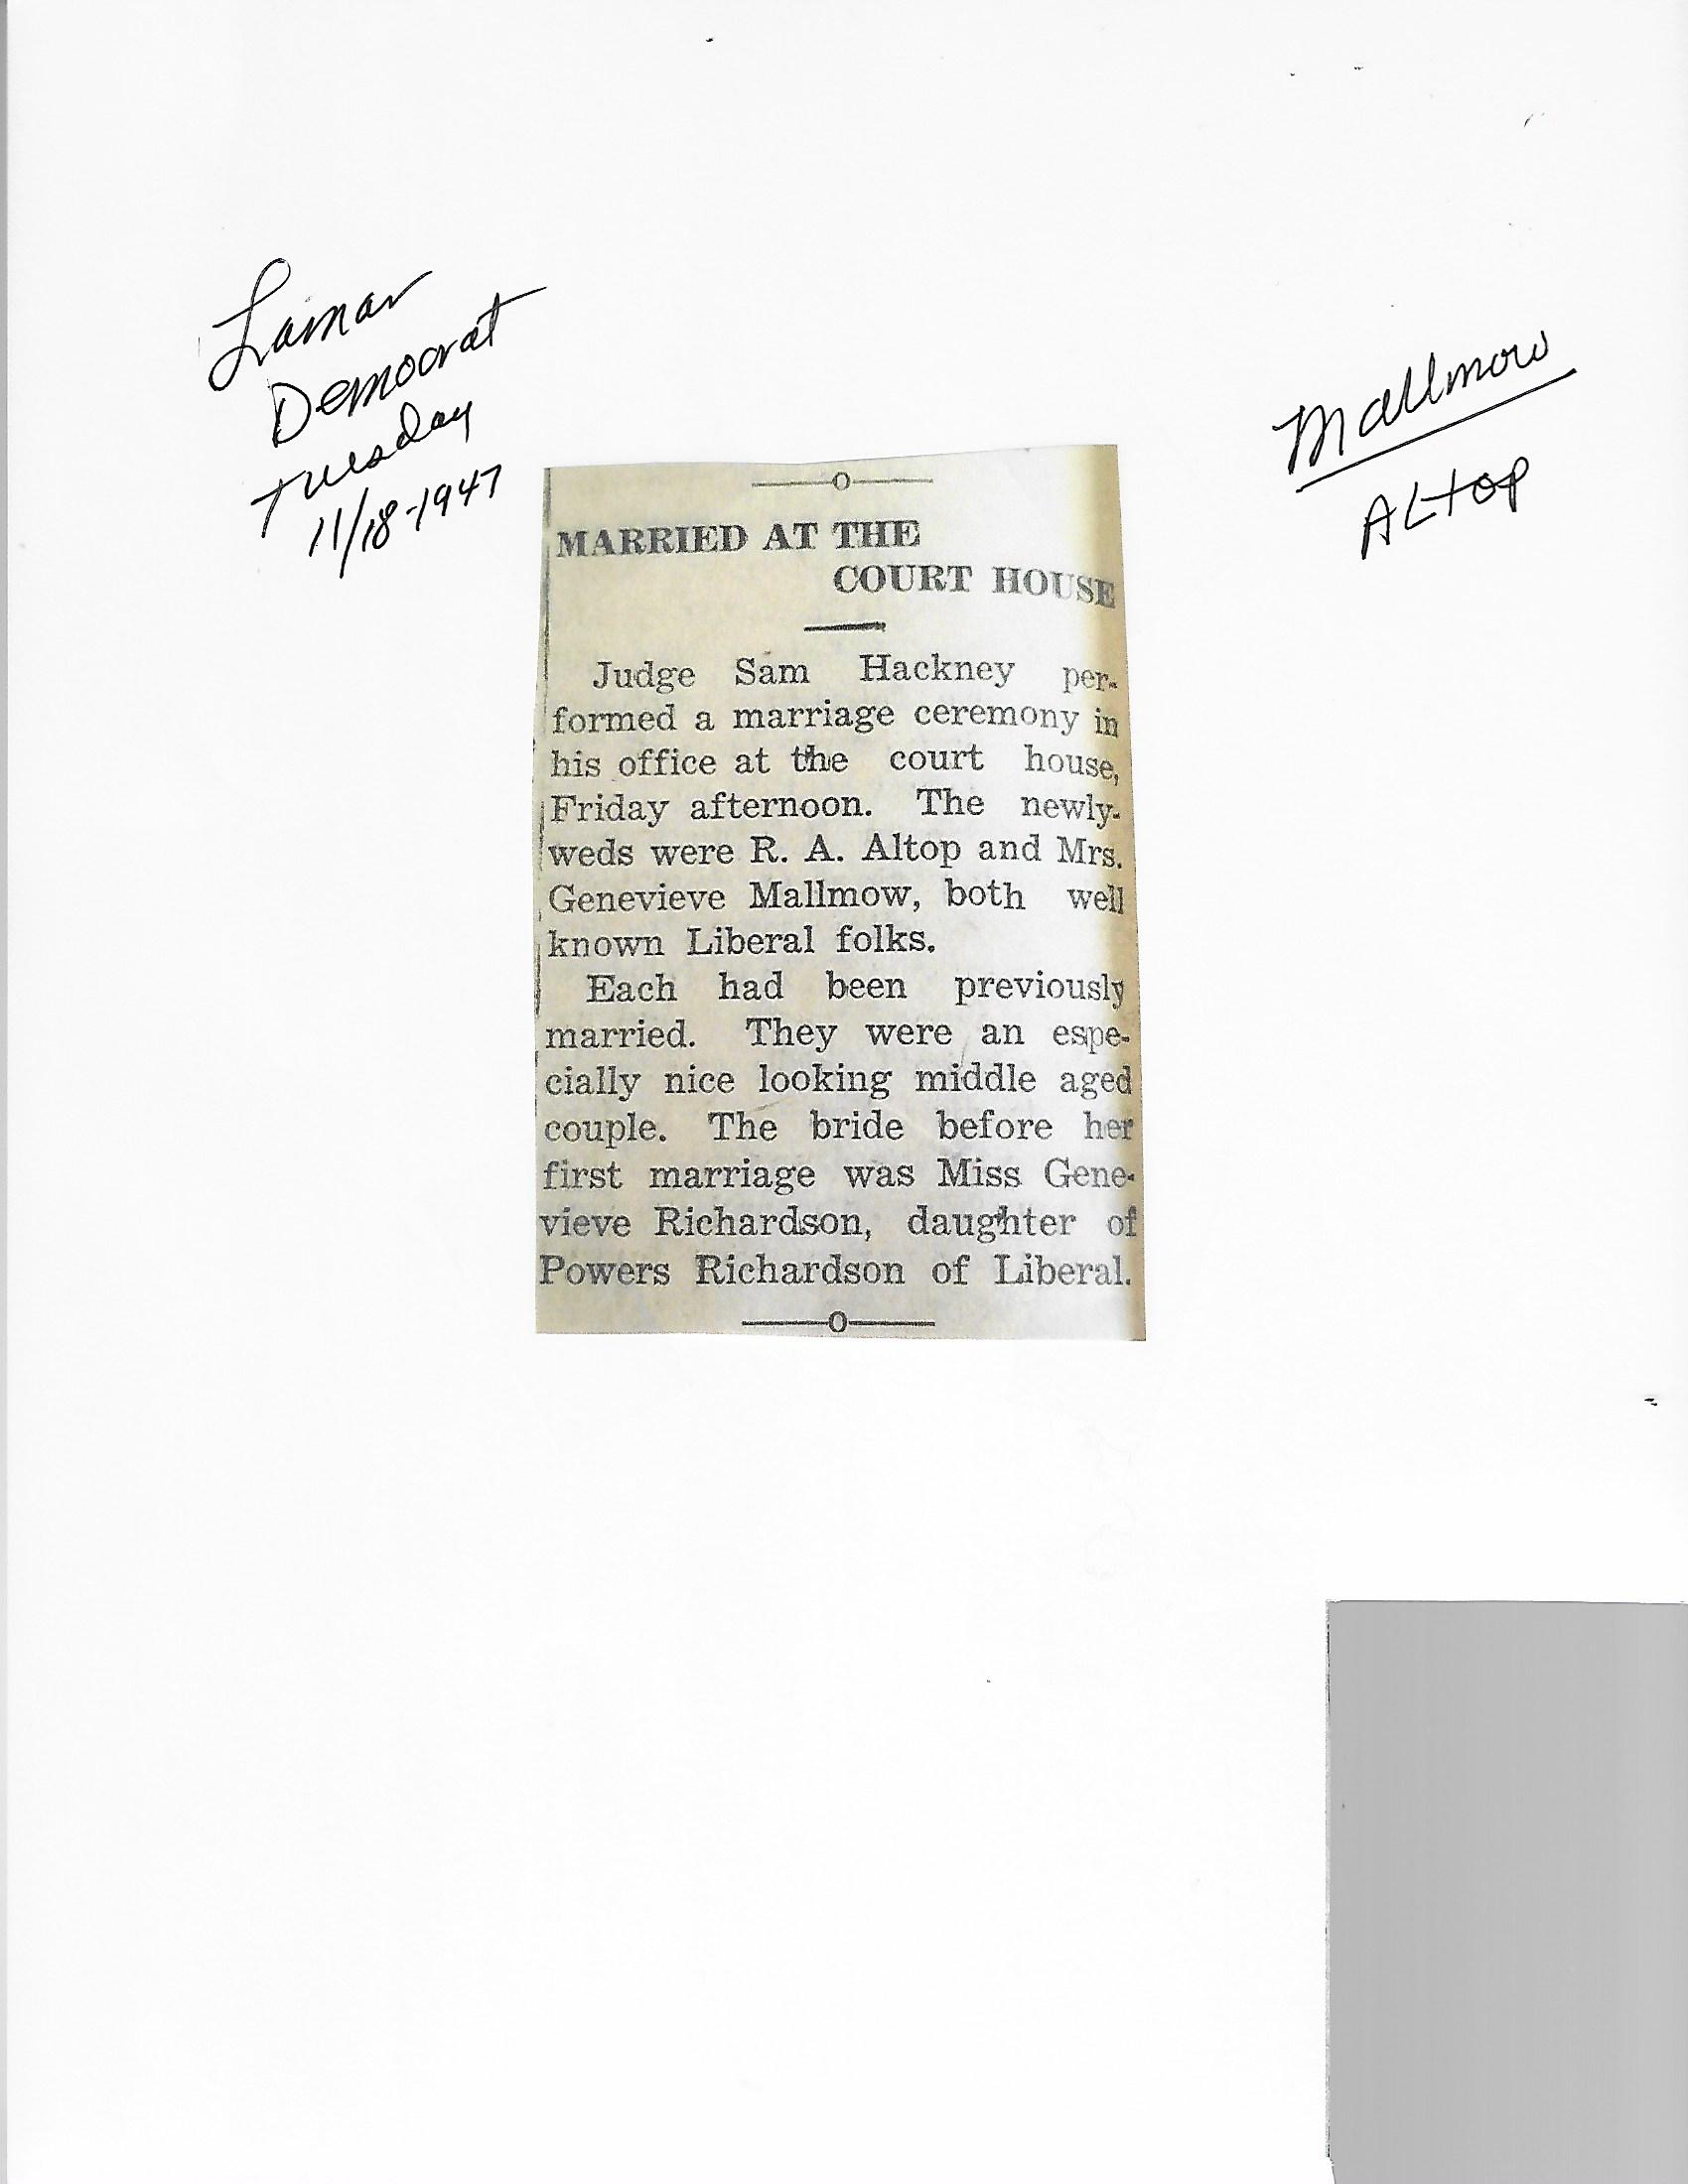 Lamar
Democrat
Tuesday
11/18-1947
Mallmow
ALtop
MARRIED AT THE
COURT HOUSE
Judge Sam Hackney per-
formed a marriage ceremony in
his office at the court house,
Friday afternoon. The newly-
weds were R. A. Altop and Mrs.
Genevieve Mallmow, both well
known Liberal folks.
Each had been previously
married. They were an espe-
cially nice looking middle aged
couple. The bride before her
first marriage was Miss Gene-
vieve Richardson, daughter of
Powers Richardson of Liberal.